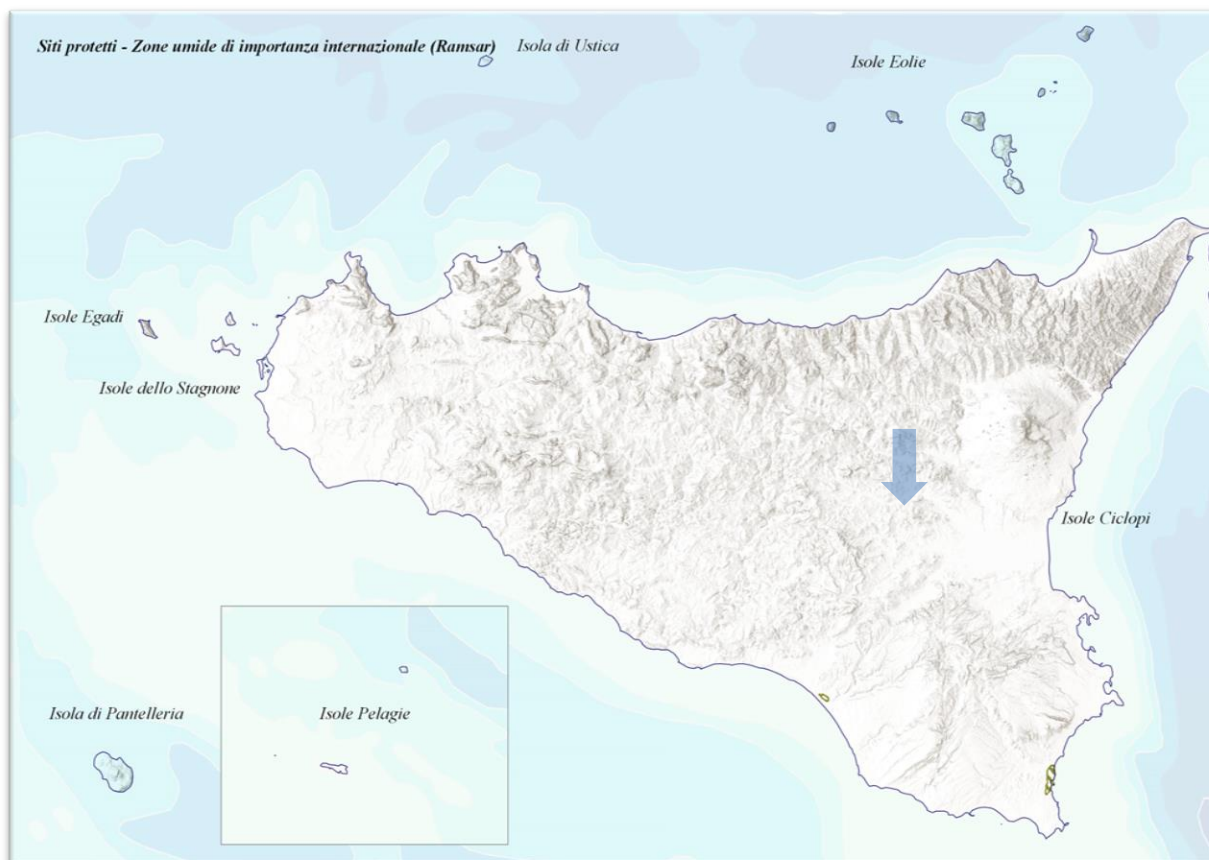 Siti protetti - Zone umide di importanza internazionale (Ramsar)
Isola di Ustica
Isole Eolie
Isole Egadi
Isole dello Stagnone
Isole Ciclopi
Isola di Pantelleria
Isole Pelagie